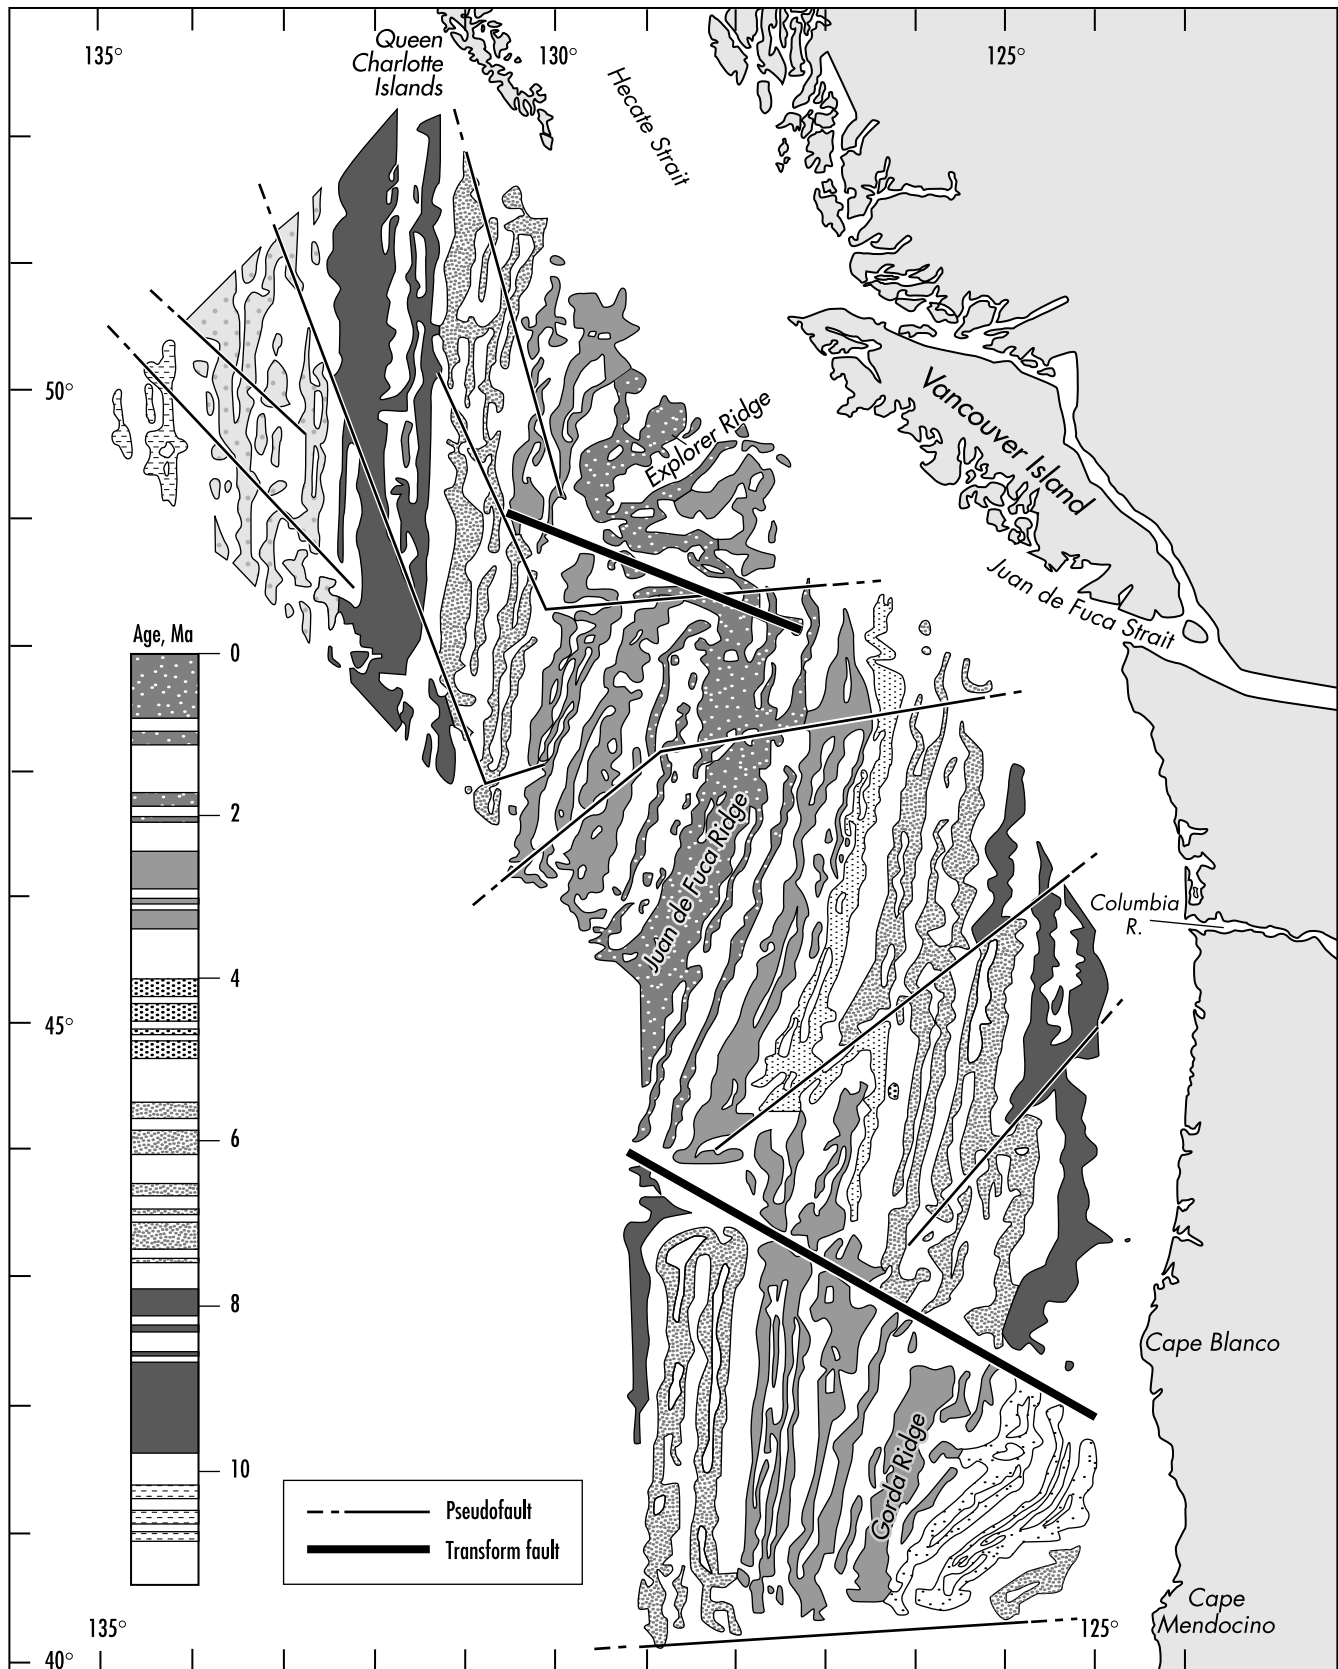 135°
Queen
Charlotte
Islands
130°
125°
Hecate Strait
50°
Explorer Ridge
Vancouver Island
Juan de Fuca Strait
Age, Ma
0
2
4
6
8
10
Juan de Fuca Ridge
Columbia
R.
45°
Cape Blanco
Gorda Ridge
Pseudofault
Transform fault
Cape
Mendocino
135°
125°
40°